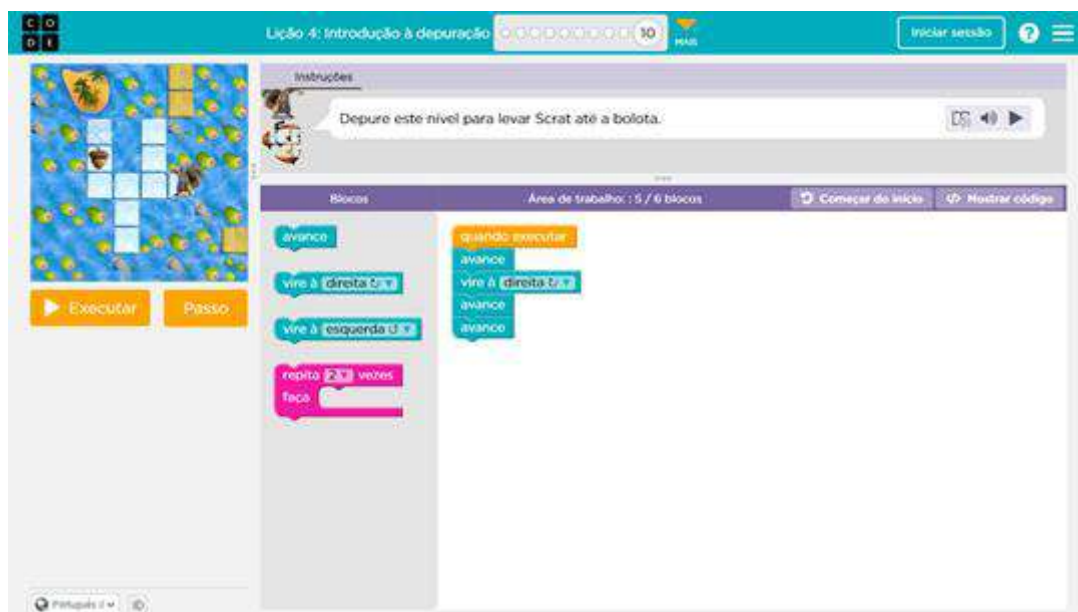 C O
D E
Lição 4: Introdução à depuração
10
MAIS
Iniciar sessão
?
Instruções
Depure este nível para levar Scrat até a bolota.
Blocos
Área de trabalho: : 5 / 6 blocos
Começar do início
Mostrar código
avance
vire à direita
vire à esquerda
repita 2 vezes
faça
quando executar
avance
vire à direita
avance
avance
Executar
Passo